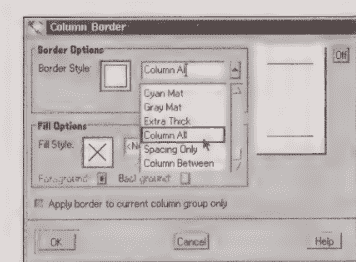 Column Border
Border Options
Border Style:
Column All
Off
Cyan Mat
Gray Mat
Extra Thick
Column All
Spacing Only
Column Between
Fill Options
Fill Style:
<No
Foreground: Background:
Apply border to current column group only
OK Cancel Help